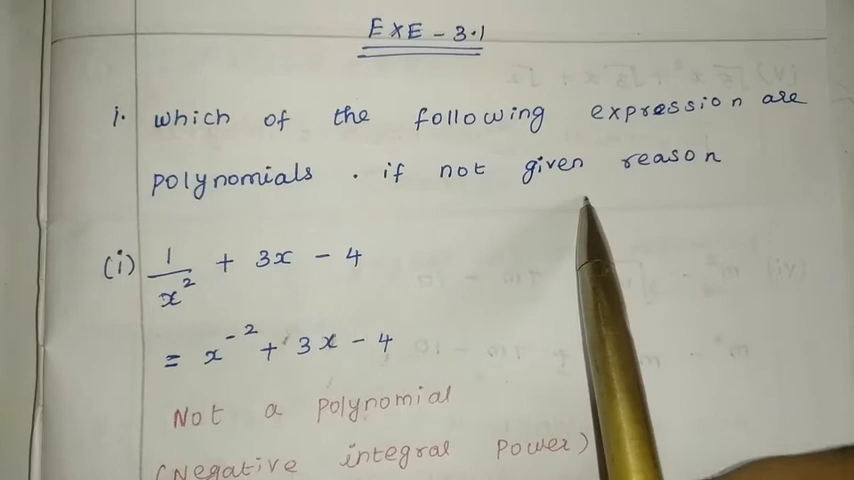 EXE - 3.1
i. which of the following expression are
polynomials . if not given reason
(i) 1/x² + 3x - 4
= x⁻² + 3x - 4
Not a polynomial
(Negative integral power)